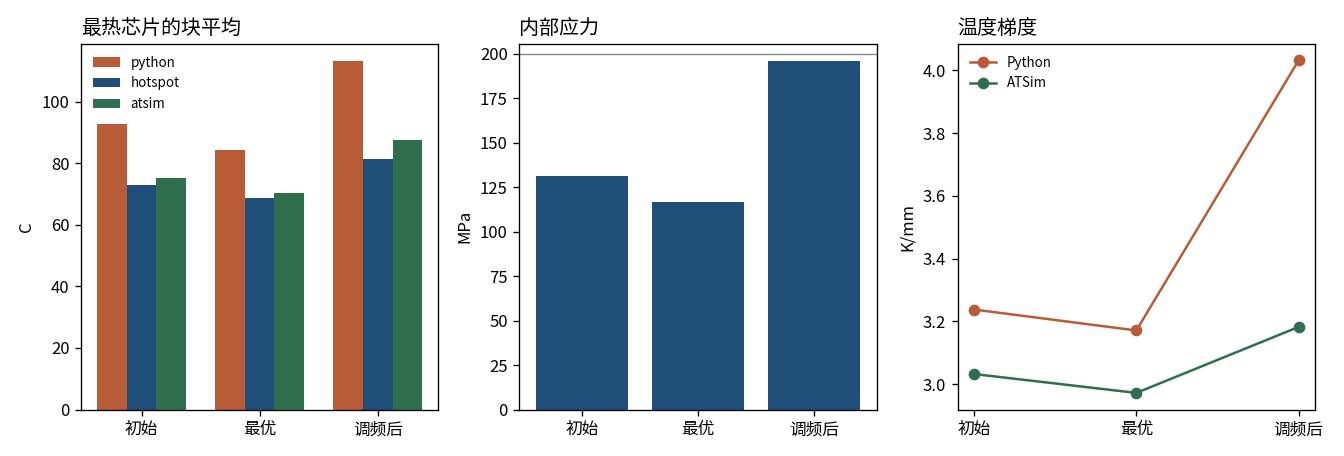 最热芯片的块平均
python
hotspot
atsim
C
100
80
60
40
20
0
初始
最优
调频后
内部应力
MPa
200
175
150
125
100
75
50
25
0
初始
最优
调频后
温度梯度
Python
ATSim
K/mm
4.0
3.8
3.6
3.4
3.2
3.0
初始
最优
调频后